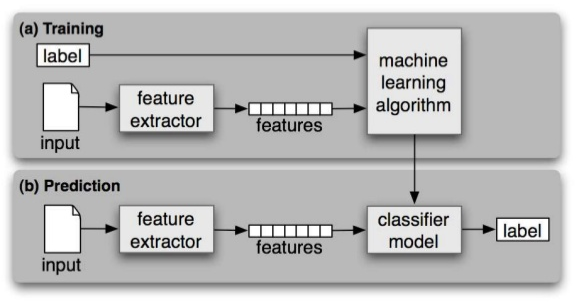 (a) Training
label
machine
learning
algorithm
feature
extractor
features
input
(b) Prediction
feature
extractor
features
input
classifier
model
label